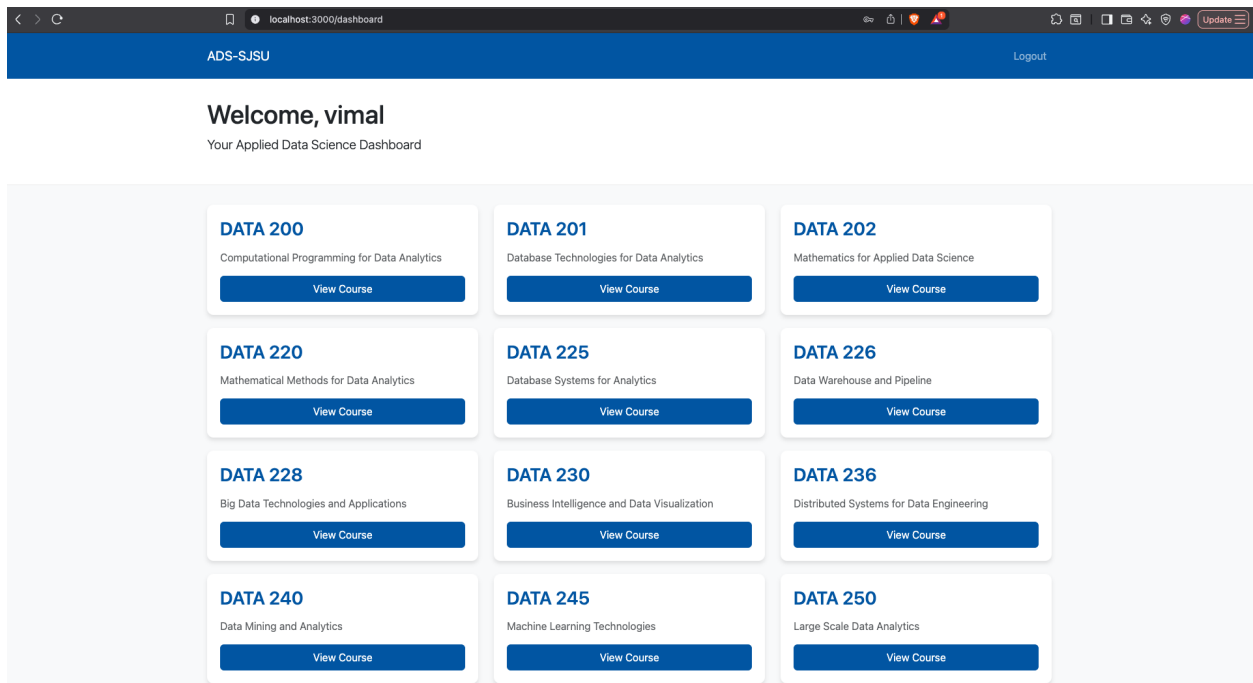 localhost:3000/dashboard
Update
ADS-SJSU
Logout
Welcome, vimal
Your Applied Data Science Dashboard
DATA 200
Computational Programming for Data Analytics
View Course
DATA 201
Database Technologies for Data Analytics
View Course
DATA 202
Mathematics for Applied Data Science
View Course
DATA 220
Mathematical Methods for Data Analytics
View Course
DATA 225
Database Systems for Analytics
View Course
DATA 226
Data Warehouse and Pipeline
View Course
DATA 228
Big Data Technologies and Applications
View Course
DATA 230
Business Intelligence and Data Visualization
View Course
DATA 236
Distributed Systems for Data Engineering
View Course
DATA 240
Data Mining and Analytics
View Course
DATA 245
Machine Learning Technologies
View Course
DATA 250
Large Scale Data Analytics
View Course